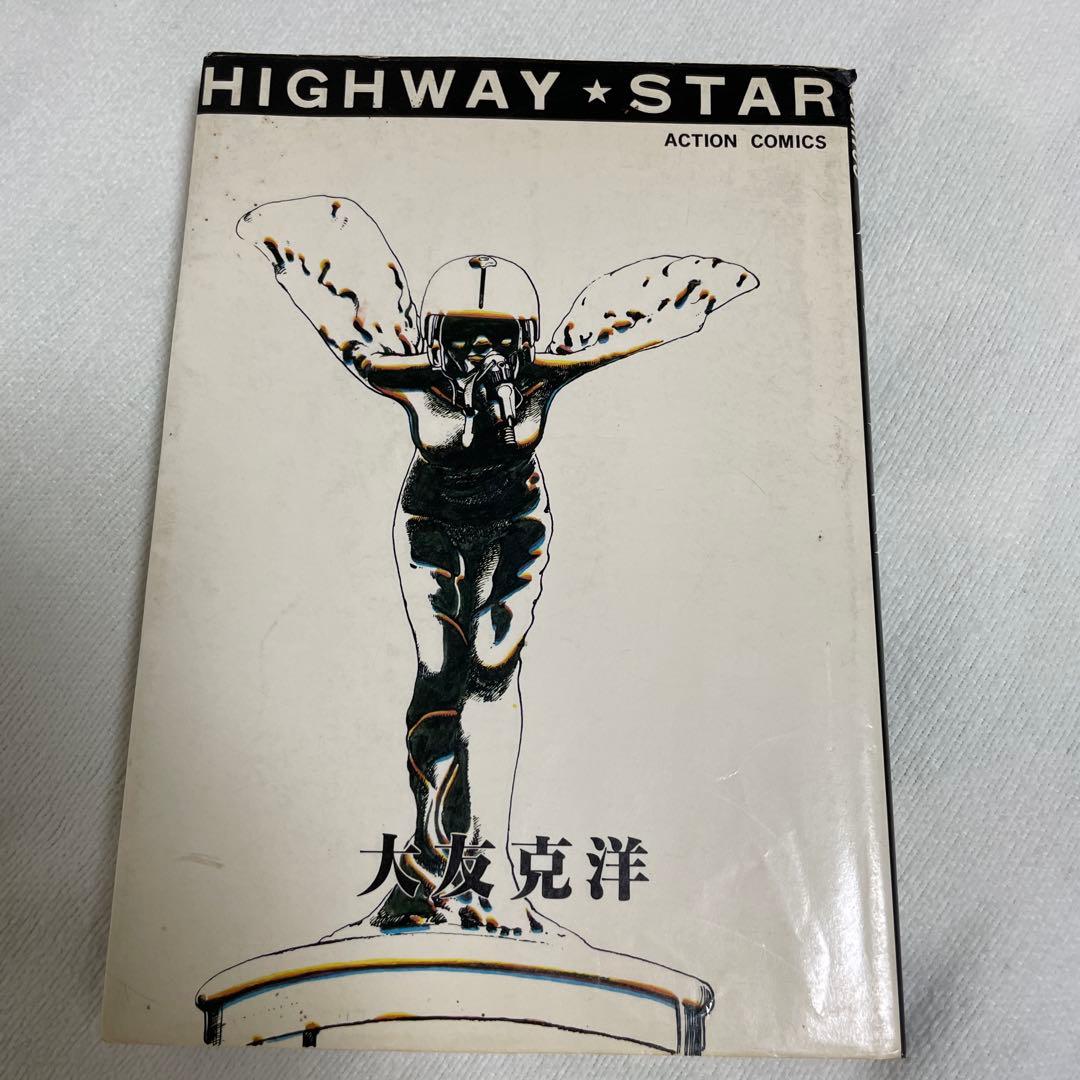 HIGHWAY ★ STAR
ACTION COMICS
大友克洋